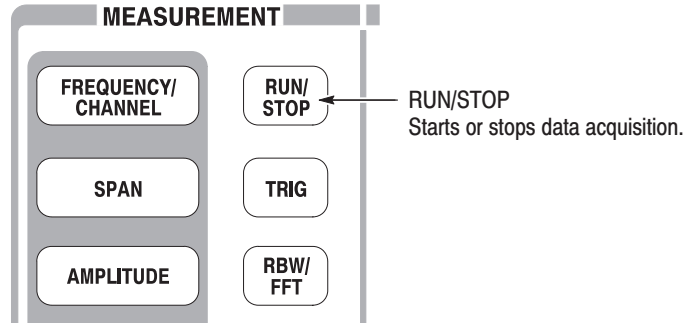 MEASUREMENT
FREQUENCY/
CHANNEL
RUN/
STOP
RUN/STOP
Starts or stops data acquisition.
SPAN
TRIG
AMPLITUDE
RBW/
FFT